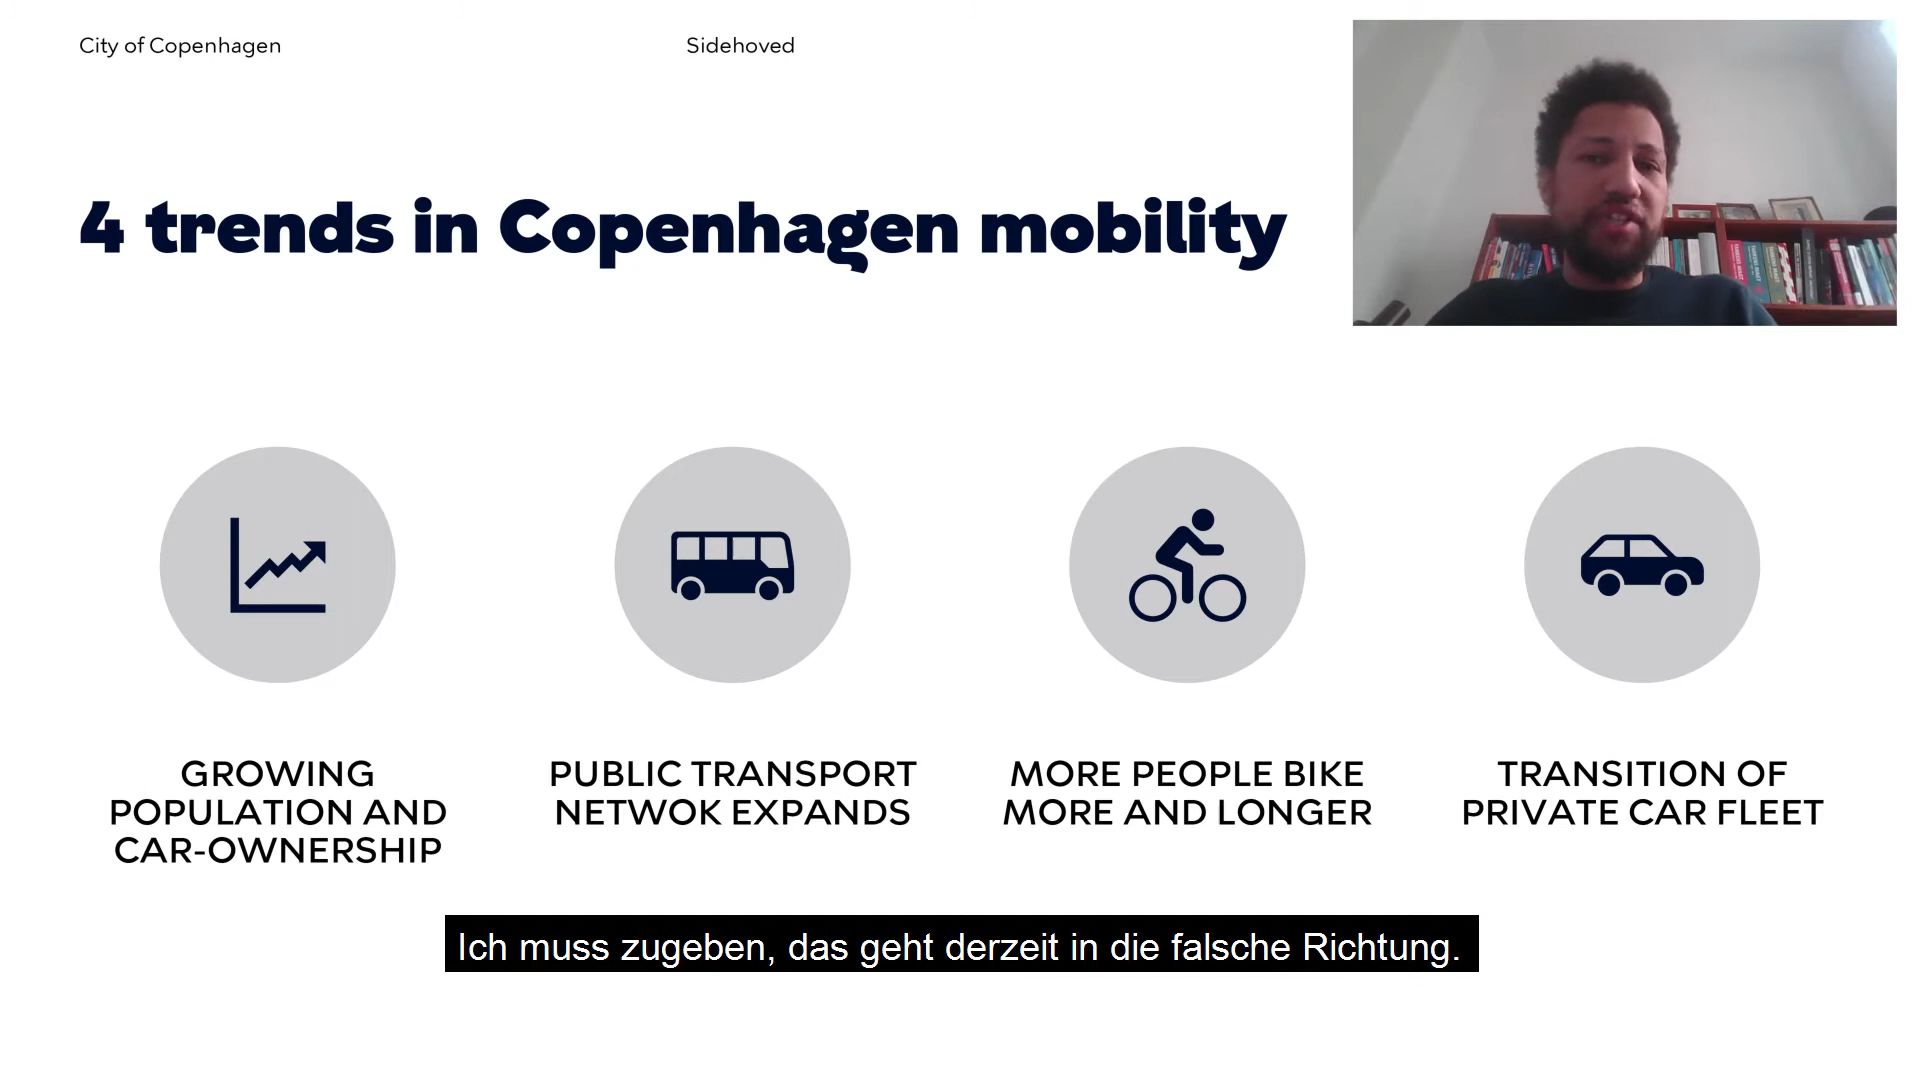 City of Copenhagen
Sidehoved
4 trends in Copenhagen mobility
GROWING
POPULATION AND
CAR-OWNERSHIP
PUBLIC TRANSPORT
NETWOK EXPANDS
MORE PEOPLE BIKE
MORE AND LONGER
TRANSITION OF
PRIVATE CAR FLEET
Ich muss zugeben, das geht derzeit in die falsche Richtung.